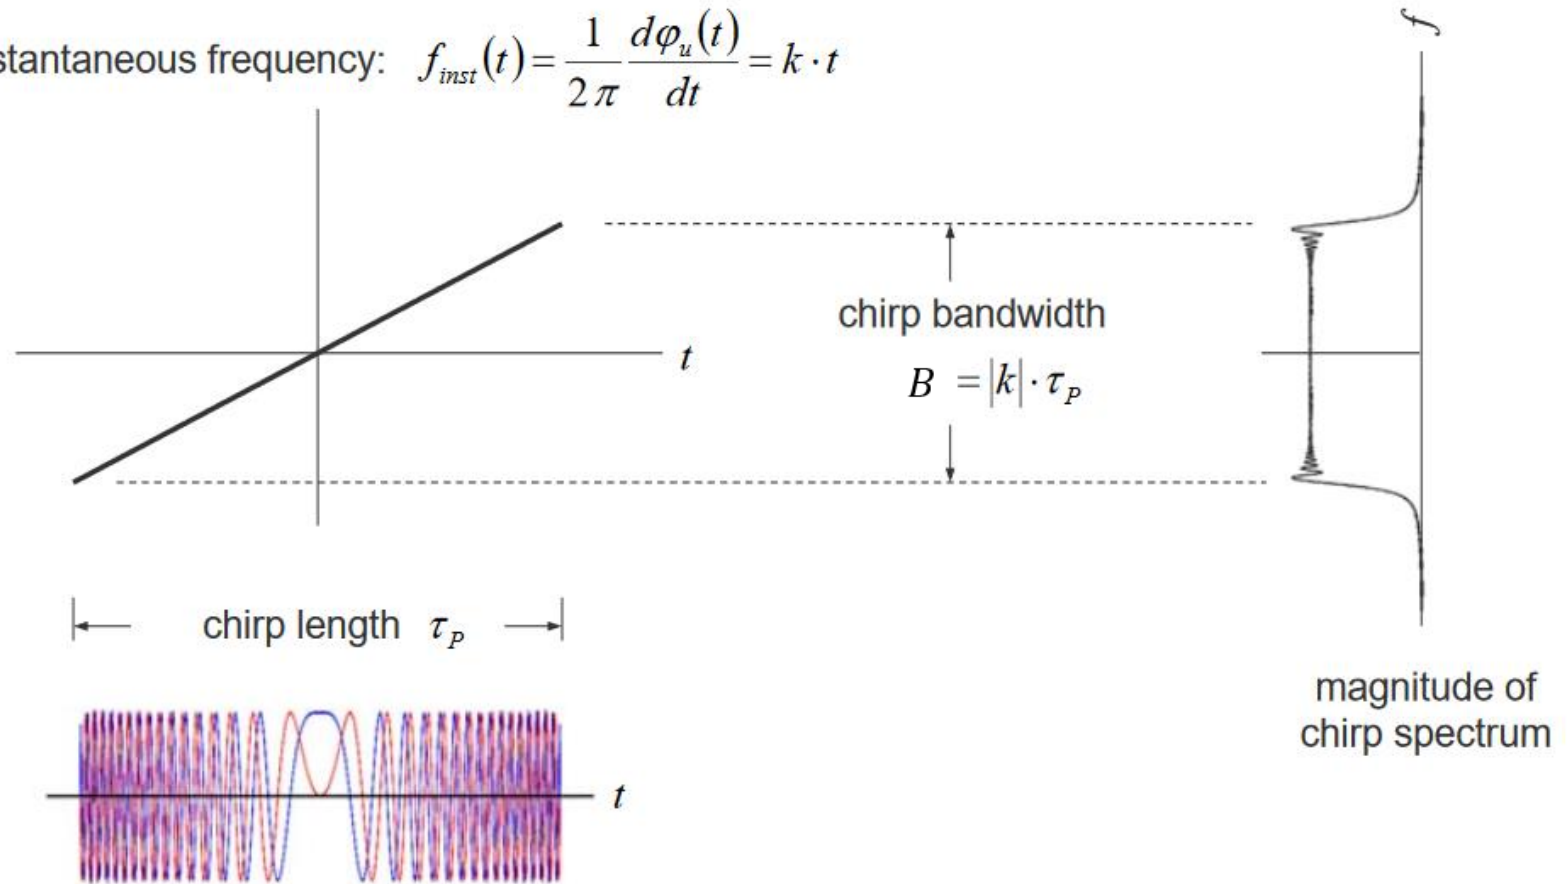 stantaneous frequency: f_inst(t) = 1/2π dφ_u(t)/dt = k · t
f
t
chirp bandwidth
B = |k| · τ_P
chirp length τ_P
t
magnitude of
chirp spectrum